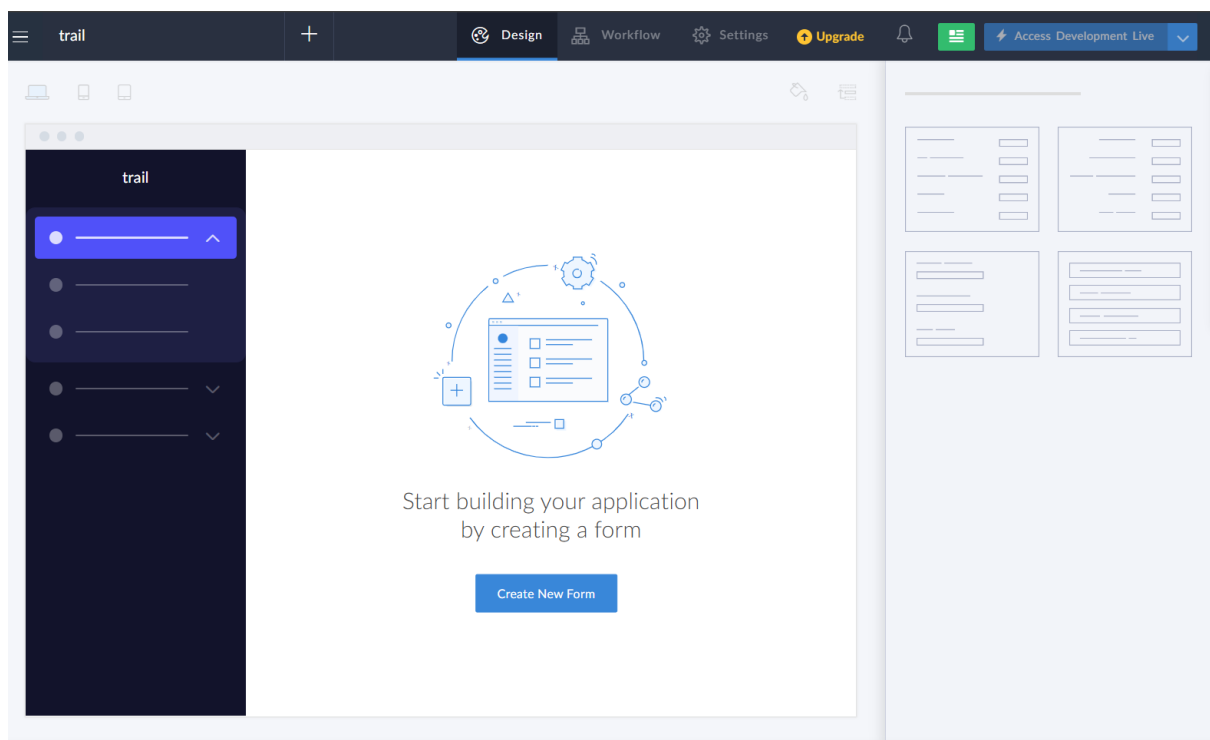 trail
Design
Workflow
Settings
Upgrade
Access Development Live
trail
Start building your application
by creating a form
Create New Form